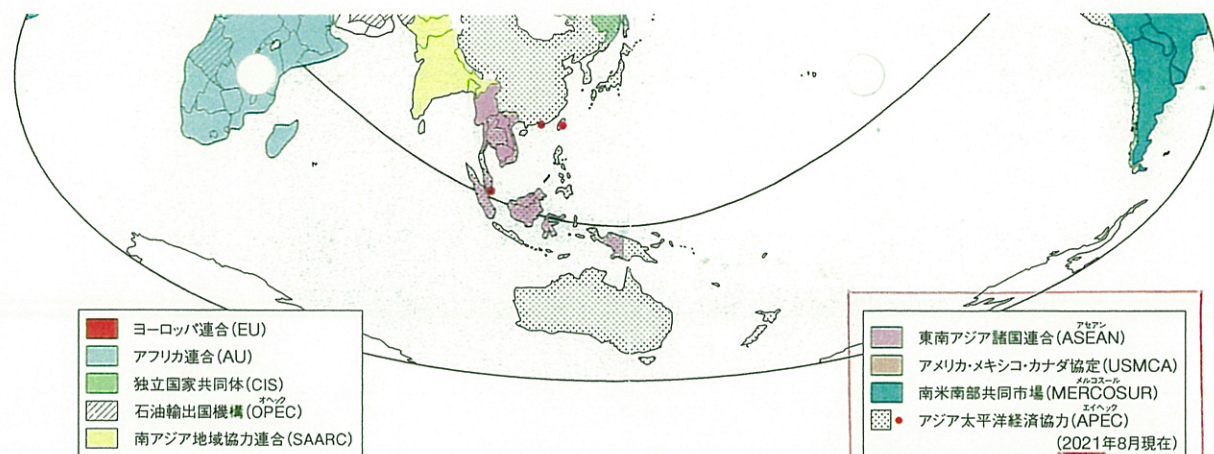 ヨーロッパ連合(EU)
アフリカ連合(AU)
独立国家共同体(CIS)
オペック
石油輸出国機構(OPEC)
南アジア地域協力連合(SAARC)
アセアン
東南アジア諸国連合(ASEAN)
アメリカ・メキシコ・カナダ協定(USMCA)
メルコスール
南米南部共同市場(MERCOSUR)
エイペック
アジア太平洋経済協力(APEC)
(2021年8月現在)